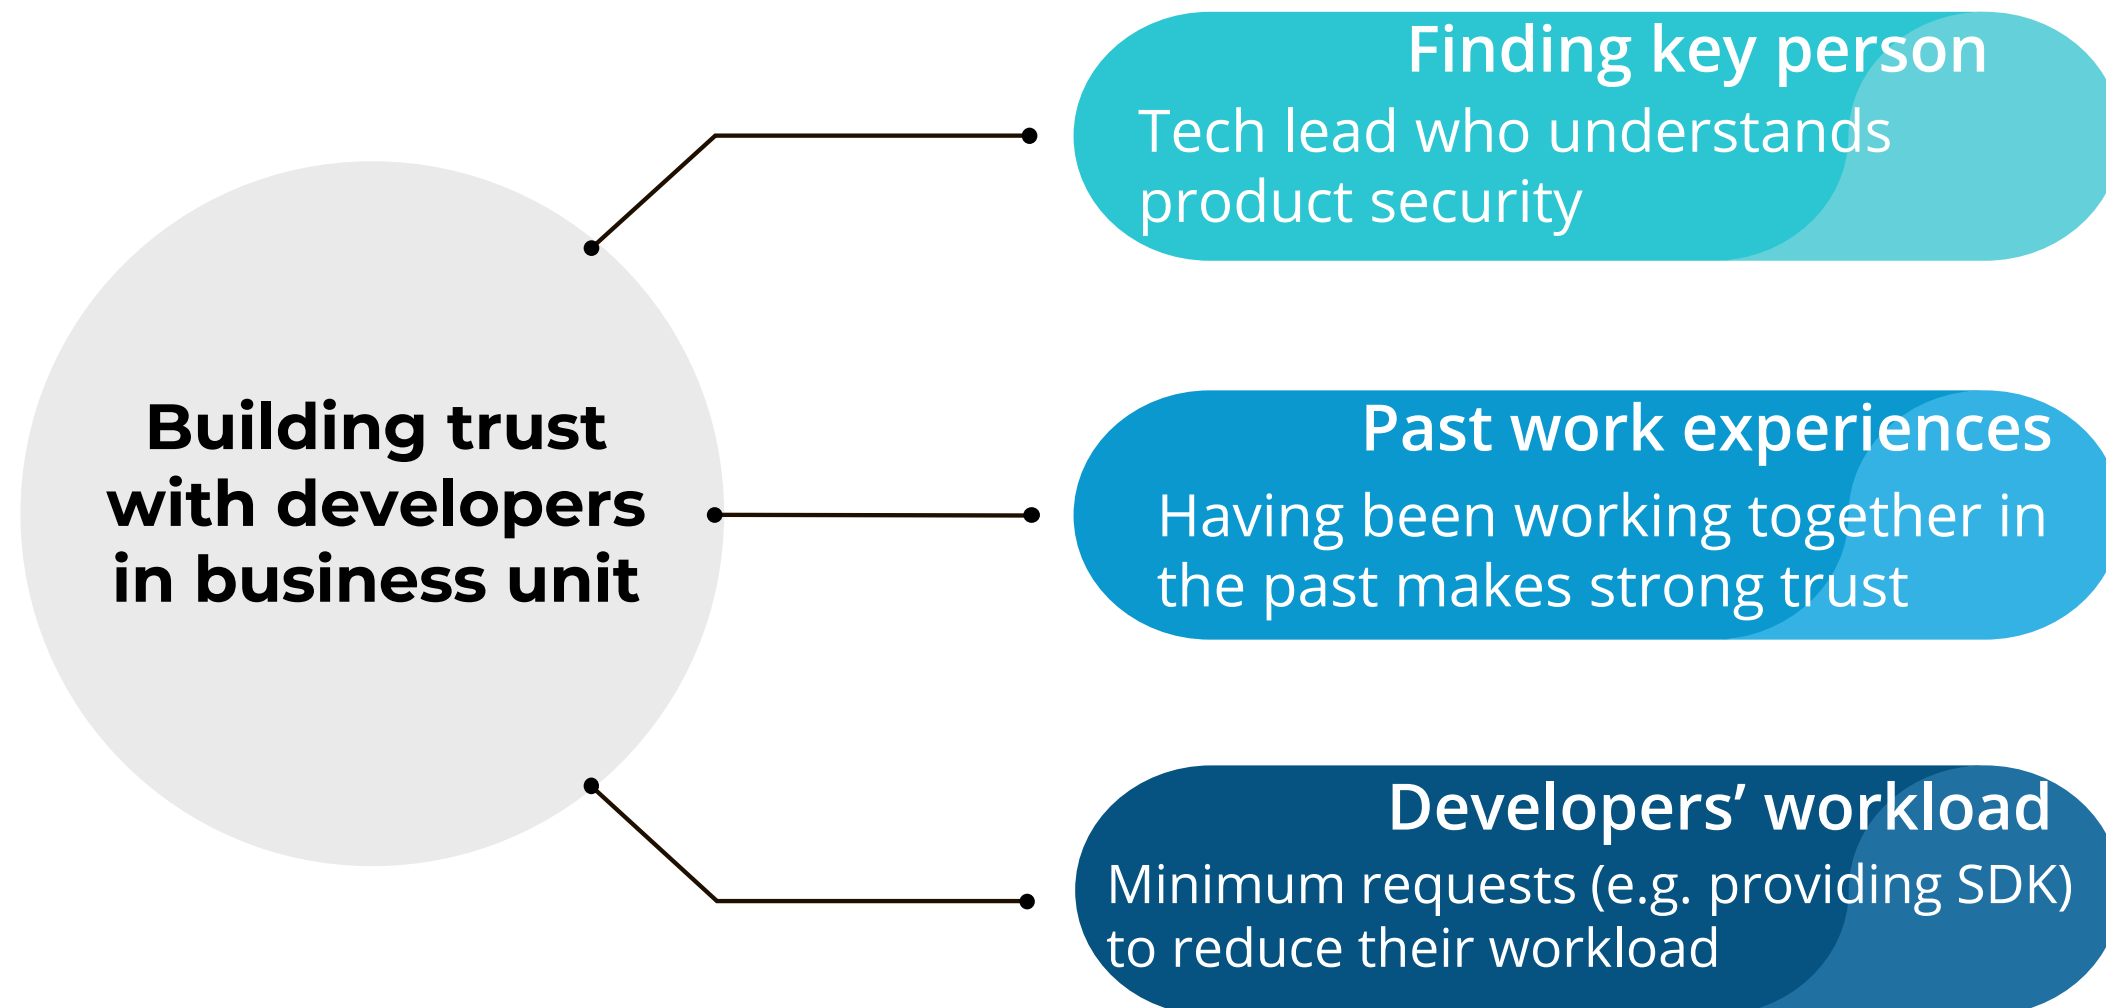 Building trust
with developers
in business unit
Finding key person
Tech lead who understands
product security
Past work experiences
Having been working together in
the past makes strong trust
Developers’ workload
Minimum requests (e.g. providing SDK)
to reduce their workload